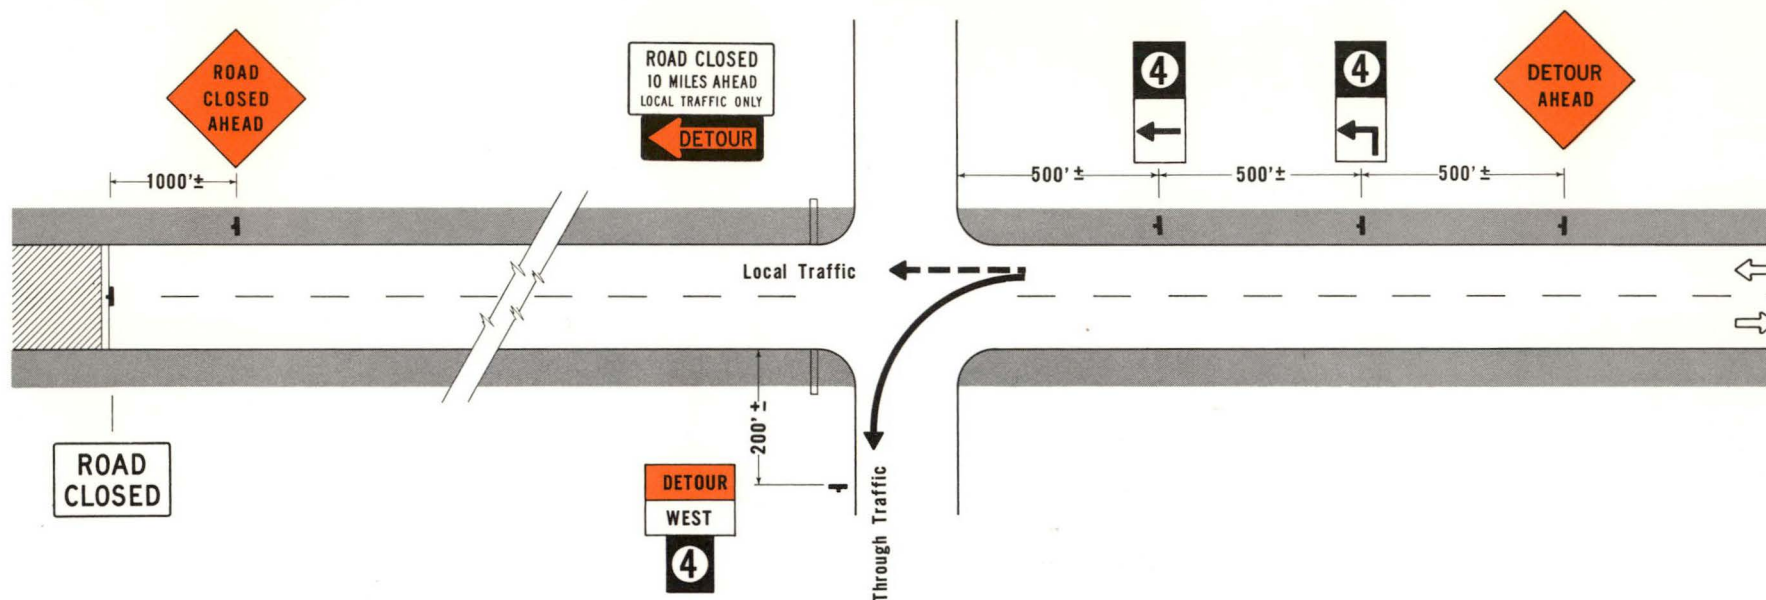 ROAD
CLOSED
AHEAD
1000'±
ROAD CLOSED
10 MILES AHEAD
LOCAL TRAFFIC ONLY
DETOUR
4
4
DETOUR
AHEAD
500'±
500'±
500'±
Local Traffic
200'±
Through Traffic
ROAD
CLOSED
DETOUR
WEST
4